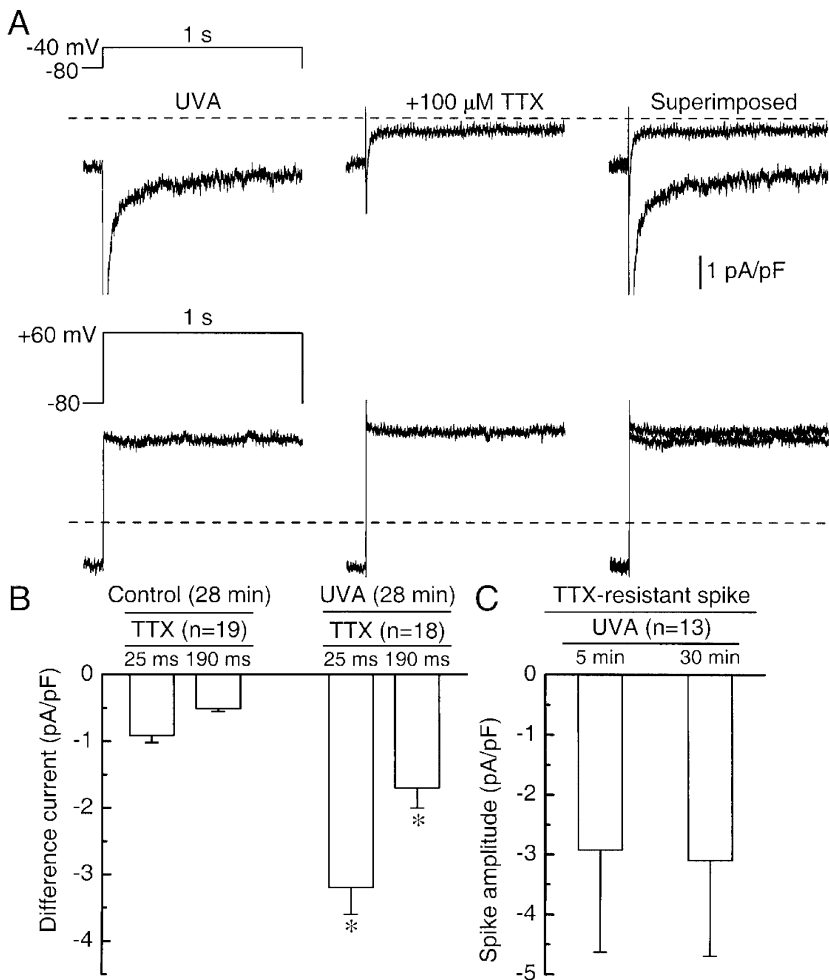 A
-40 mV
-80
1 s
UVA
+100 µM TTX
Superimposed
1 pA/pF
+60 mV
-80
1 s
B
Control (28 min)
UVA (28 min)
TTX (n=19)
TTX (n=18)
25 ms 190 ms
25 ms 190 ms
Difference current (pA/pF)
0
-1
-2
-3
-4
*
*
C
TTX-resistant spike
UVA (n=13)
5 min
30 min
Spike amplitude (pA/pF)
0
-1
-2
-3
-4
-5